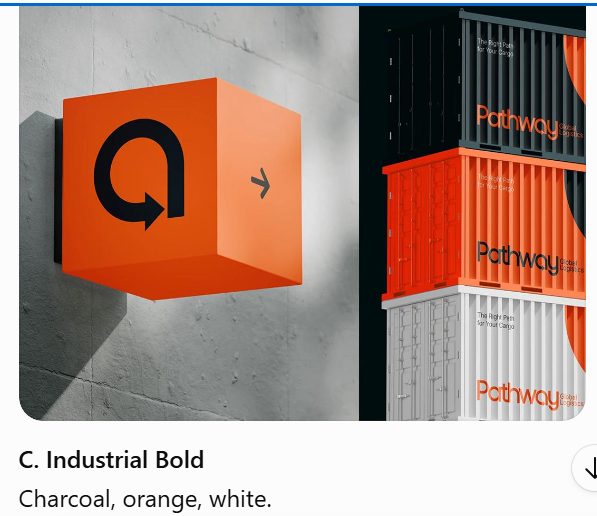 The Right Path
for Your Cargo
Pathway Global
Logistics
The Right Path
for Your Cargo
Pathway Global
Logistics
The Right Path
for Your Cargo
Pathway Global
Logistics
C. Industrial Bold
Charcoal, orange, white.